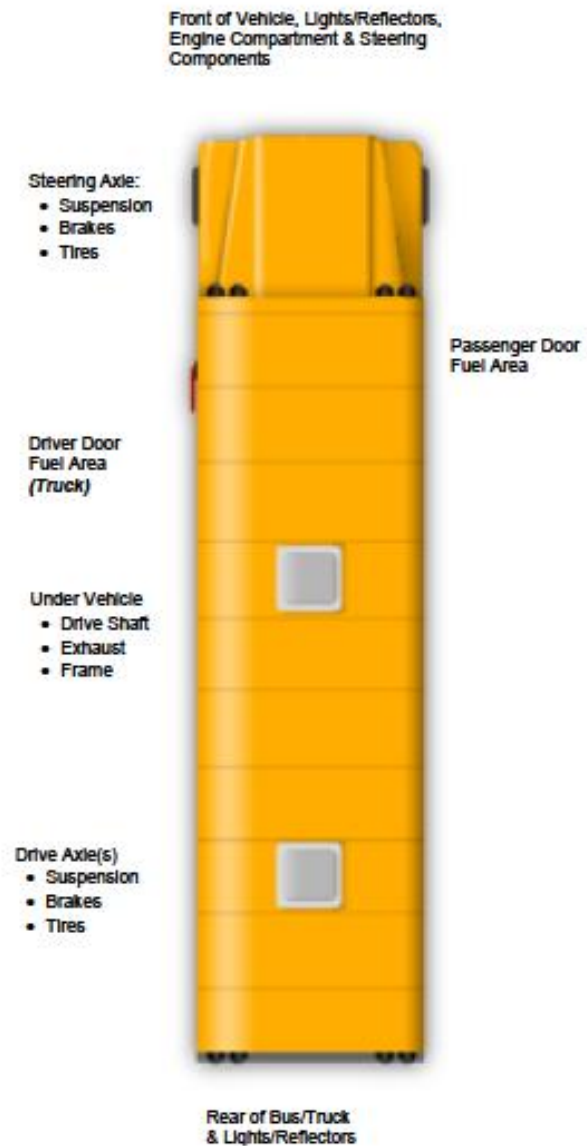 Front of Vehicle, Lights/Reflectors,
Engine Compartment & Steering
Components
Steering Axle:
• Suspension
• Brakes
• Tires
Passenger Door
Fuel Area
Driver Door
Fuel Area
(Truck)
Under Vehicle
• Drive Shaft
• Exhaust
• Frame
Drive Axle(s)
• Suspension
• Brakes
• Tires
Rear of Bus/Truck
& Lights/Reflectors